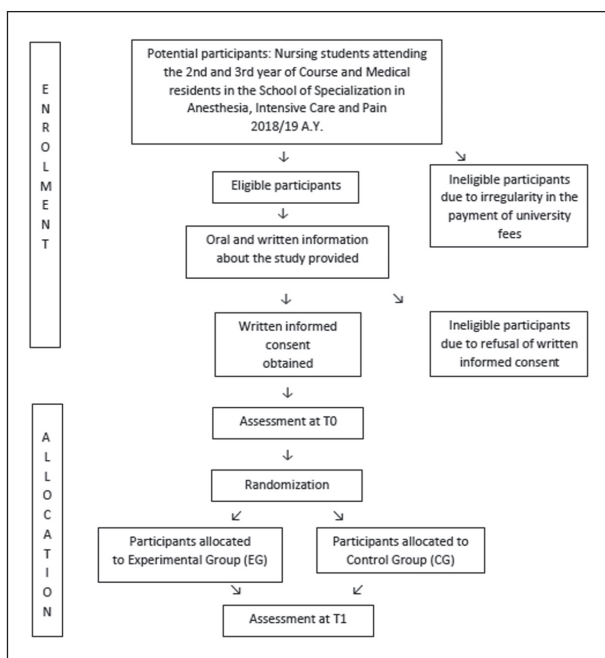 ENROLMENT
Potential participants: Nursing students attending
the 2nd and 3rd year of Course and Medical
residents in the School of Specialization in
Anesthesia, Intensive Care and Pain
2018/19 A.Y.
Eligible participants
Ineligible participants
due to irregularity in the
payment of university
fees
Oral and written information
about the study provided
Written informed
consent
obtained
Ineligible participants
due to refusal of written
informed consent
ALLOCATION
Assessment at T0
Randomization
Participants allocated
to Experimental Group (EG)
Participants allocated to
Control Group (CG)
Assessment at T1